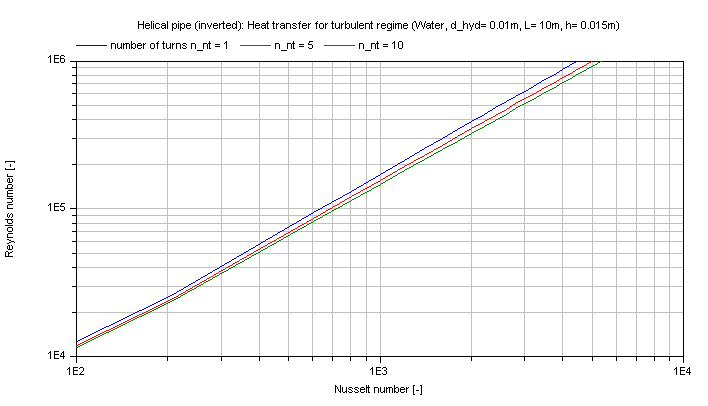 Helical pipe (inverted): Heat transfer for turbulent regime (Water, d_hyd= 0.01m, L= 10m, h= 0.015m)
number of turns n_nt = 1 n_nt = 5 n_nt = 10
1E6
1E5
1E4
Reynolds number [-]
1E2 1E3 1E4
Nusselt number [-]